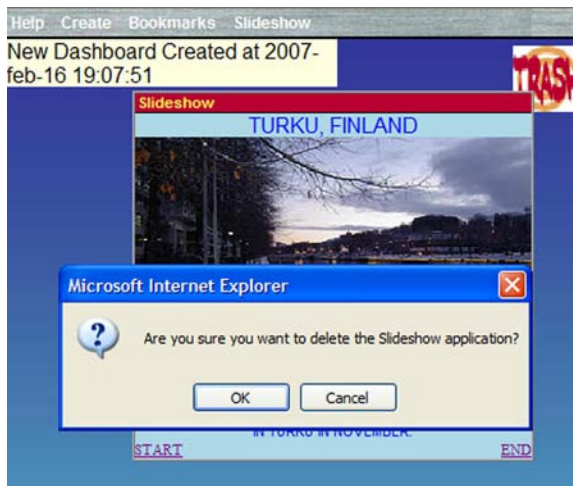 Help Create Bookmarks Slideshow
New Dashboard Created at 2007-
feb-16 19:07:51
TRASH
Slideshow
TURKU, FINLAND
Microsoft Internet Explorer
Are you sure you want to delete the Slideshow application?
OK Cancel
IN TURKU IN NOVEMBER.
START END